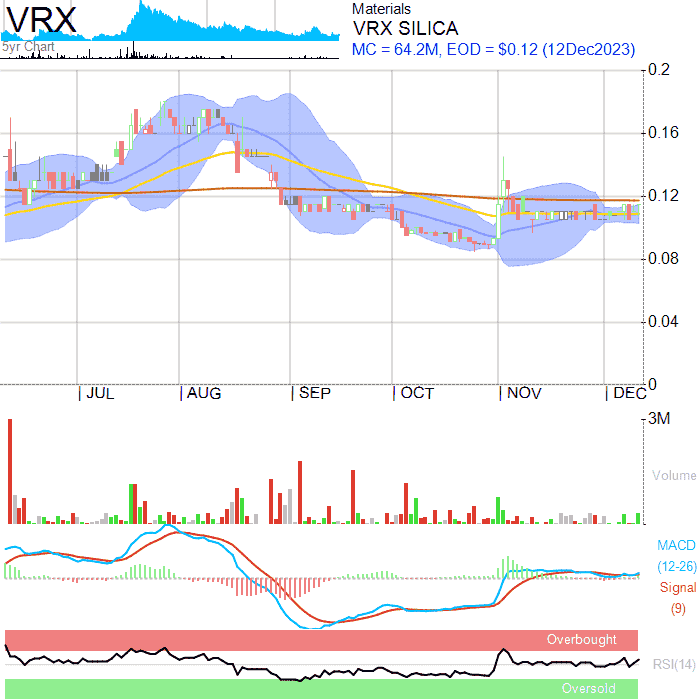 VRX
5yr Chart
Materials
VRX SILICA
MC = 64.2M, EOD = $0.12 (12Dec2023)
0.2
0.16
0.12
0.08
0.04
0
JUL AUG SEP OCT NOV DEC
3M
Volume
MACD
(12-26)
Signal
(9)
Overbought
RSI(14)
Oversold